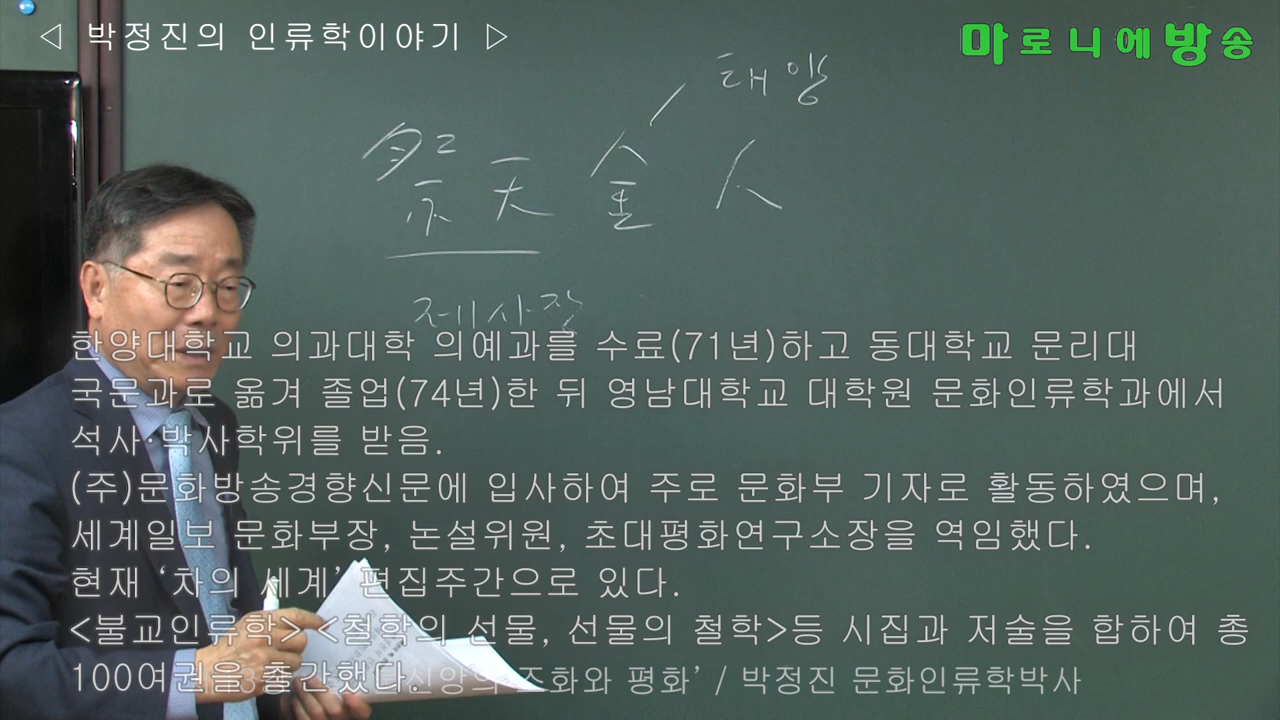 ◁ 박정진의 인류학이야기 ▷
마로니에방송
태양
祭天金人
제사장
한양대학교 의과대학 의예과를 수료(71년)하고 동대학교 문리대
국문과로 옮겨 졸업(74년)한 뒤 영남대학교 대학원 문화인류학과에서
석사·박사학위를 받음.
(주)문화방송경향신문에 입사하여 주로 문화부 기자로 활동하였으며,
세계일보 문화부장, 논설위원, 초대평화연구소장을 역임했다.
현재 ‘차의 세계’ 편집주간으로 있다.
<불교인류학> <철학의 선물, 선물의 철학>등 시집과 저술을 합하여 총
100여권을 출간했다.
조화와 평화’ / 박정진 문화인류학박사